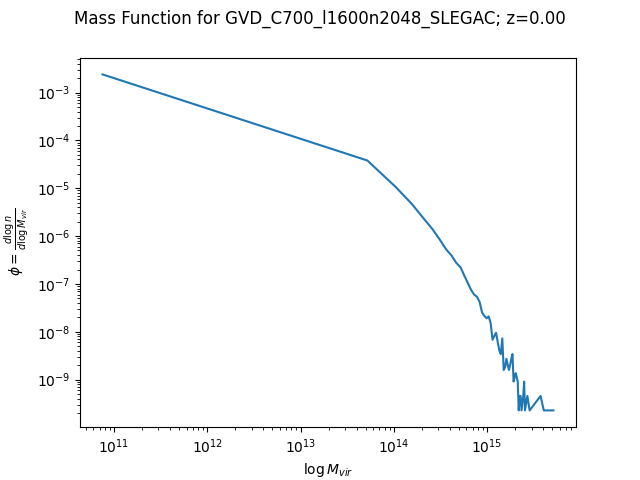 Mass Function for GVD_C700_l1600n2048_SLEGAC; z=0.00
10⁻³
10⁻⁴
10⁻⁵
10⁻⁶
10⁻⁷
10⁻⁸
10⁻⁹
ϕ = d log n / d log M_vir
10¹¹ 10¹² 10¹³ 10¹⁴ 10¹⁵
log M_vir